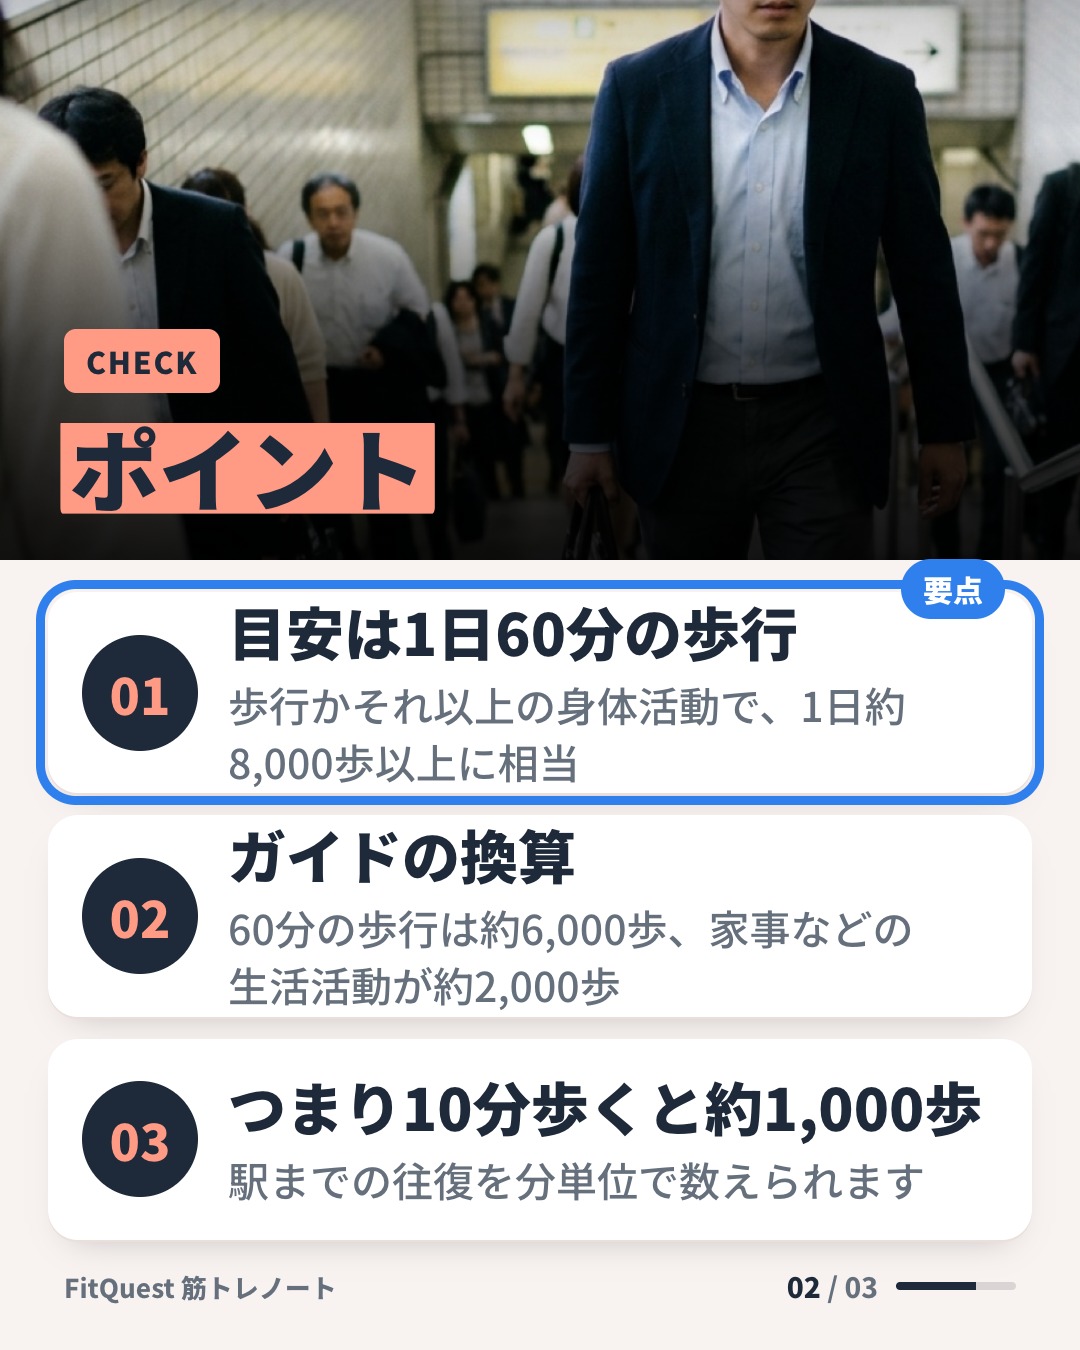 CHECK
ポイント
要点
01
目安は1日60分の歩行
歩行かそれ以上の身体活動で、1日約
8,000歩以上に相当
02
ガイドの換算
60分の歩行は約6,000歩、家事などの
生活活動が約2,000歩
03
つまり10分歩くと約1,000歩
駅までの往復を分単位で数えられます
FitQuest 筋トレノート
02 / 03